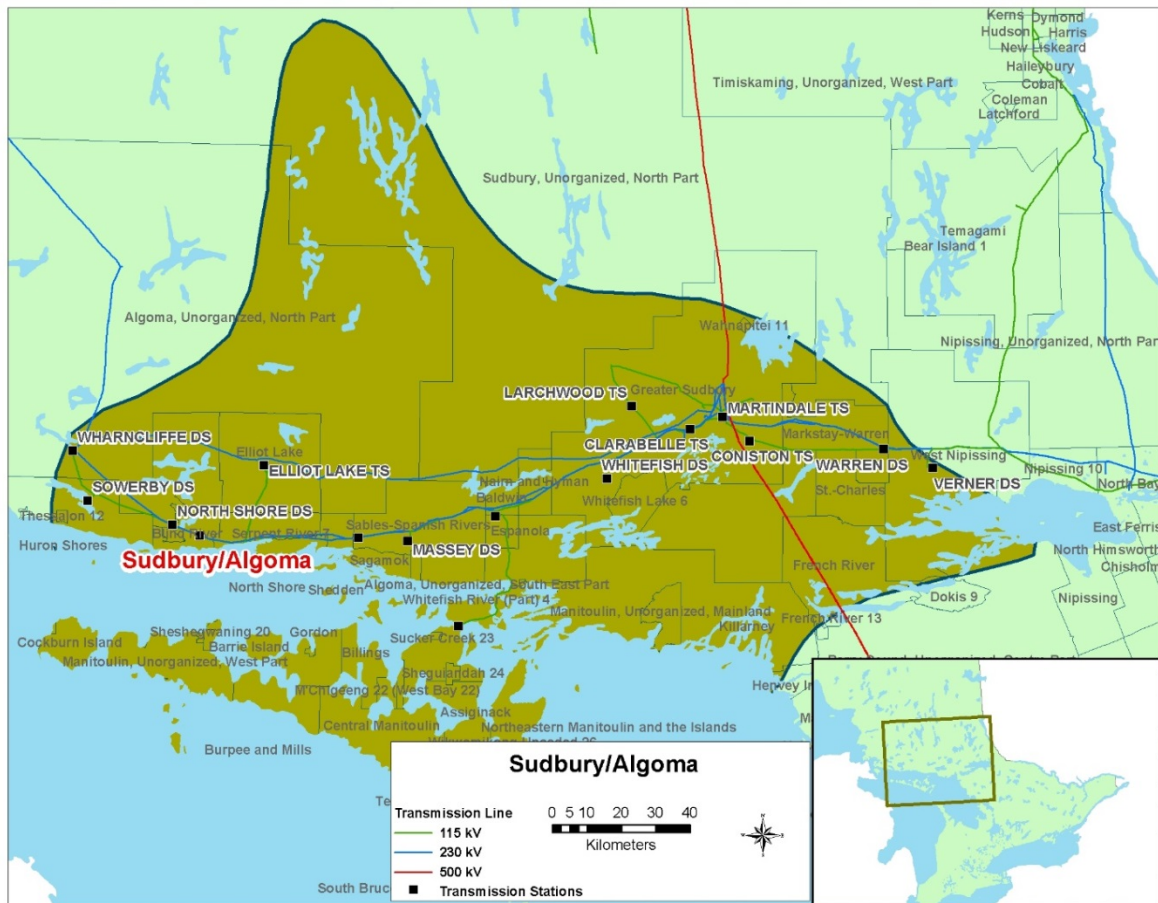 Kerns
Dymond
Hudson
Harris
New Liskeard
Haileybury
Cobalt
Coleman
Latchford
Timiskaming, Unorganized, West Part
Sudbury, Unorganized, North Part
Temagami
Bear Island 1
Algoma, Unorganized, North Part
Wahnapitei 11
Nipissing, Unorganized, North Part
LARCHWOOD TS
Greater Sudbury
MARTINDALE TS
WHARNCLIFFE DS
CLARABELLE TS
Markstay-Warren
Elliot Lake
ELLIOT LAKE TS
WHITEFISH DS
CONISTON TS
WARREN DS
West Nipissing
Nipissing 10
SOWERBY DS
Nairn and Hyman
Baldwin
Whitefish Lake 6
St.-Charles
VERNER DS
North Bay
Thessalon 12
NORTH SHORE DS
Espanola
East Ferris
Blind River
Serpent River 7
Sables-Spanish Rivers
Huron Shores
MASSEY DS
North Himsworth
Sudbury/Algoma
Sagamok
French River
Chisholm
North Shore
Shedden
Algoma, Unorganized, South East Part
Whitefish River (Part) 4
Manitoulin, Unorganized, Mainland
Killarney
Dokis 9
Nipissing
French River 13
Sheshegwaning 20
Gordon
Sucker Creek 23
Cockburn Island
Barrie Island
Billings
Manitoulin, Unorganized, West Part
Sheguiandah 24
M'Chigeeng 22 (West Bay 22)
Assiginack
Central Manitoulin
Northeastern Manitoulin and the Islands
Burpee and Mills
Sudbury/Algoma
Transmission Line
0 5 10 20 30 40
Kilometers
115 kV
230 kV
500 kV
Transmission Stations
South Bruc